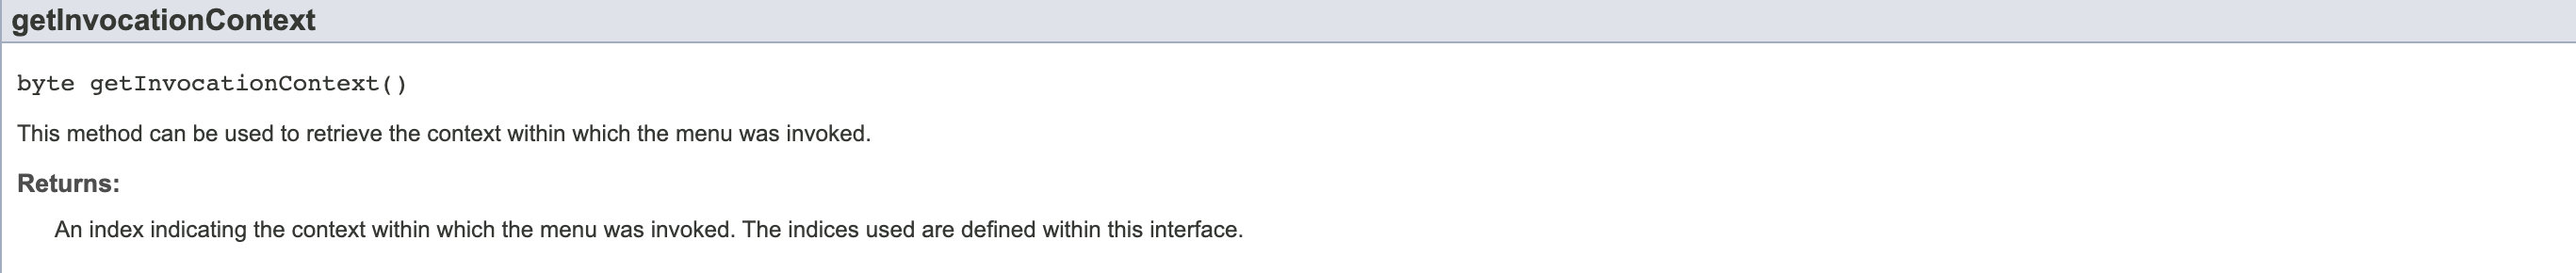 getInvocationContext
byte getInvocationContext()
This method can be used to retrieve the context within which the menu was invoked.
Returns:
An index indicating the context within which the menu was invoked. The indices used are defined within this interface.